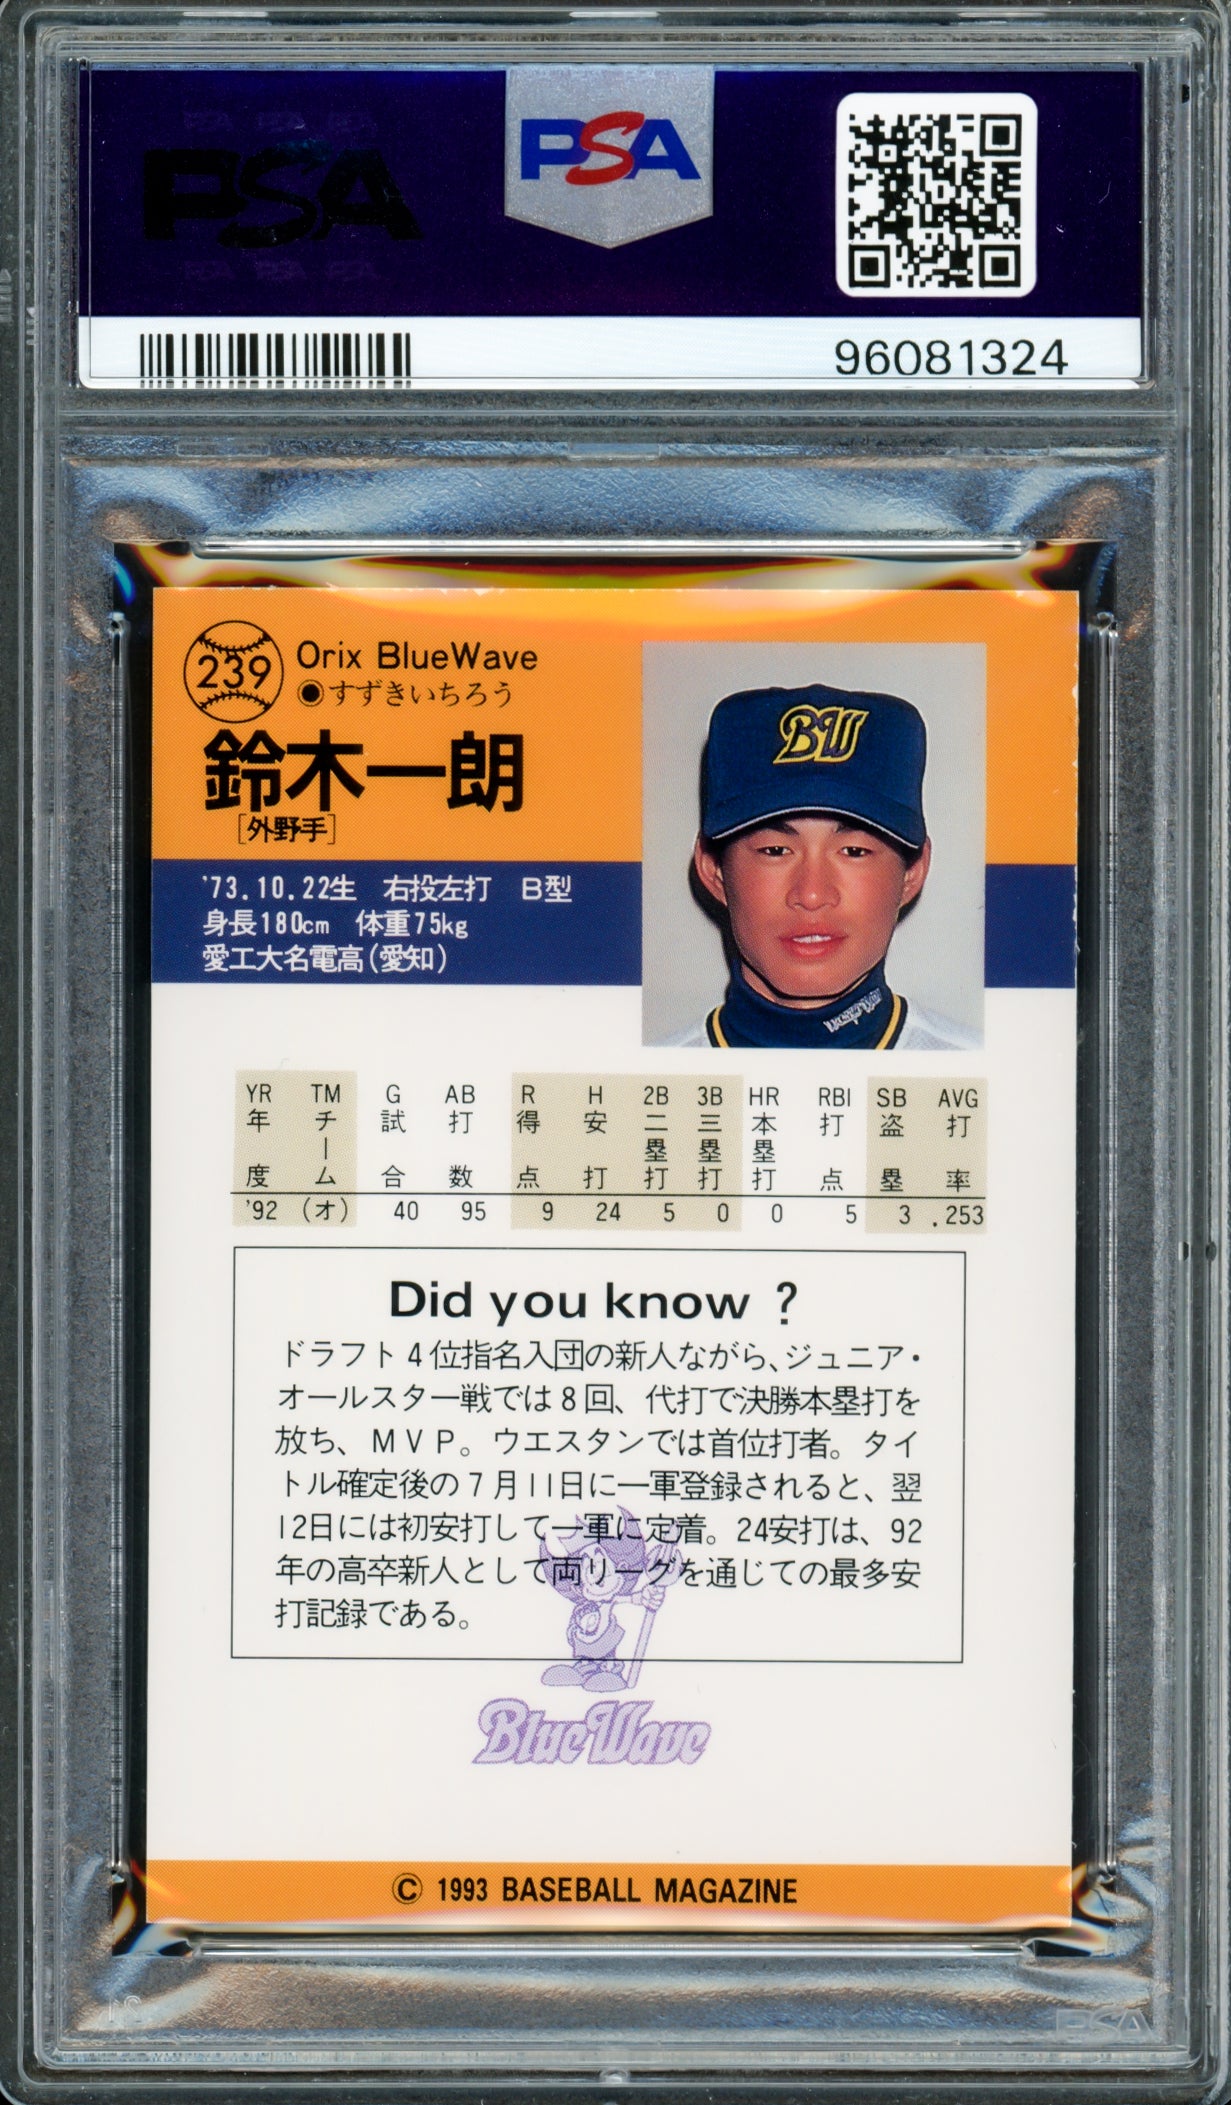 PSA
PSA
96081324
239
Orix BlueWave
◉すずきいちろう
鈴木一朗
[外野手]
BW
'73.10.22生 右投左打 B型
身長180cm 体重75kg
愛工大名電高(愛知)
YR TM G AB R H 2B 3B HR RBI SB AVG
年度 チーム 試合 打数 得点 安打 二塁打 三塁打 本塁打 打点 盗塁 打率
'92 (オ) 40 95 9 24 5 0 0 5 3 .253
Did you know ?
ドラフト4位指名入団の新人ながら、ジュニア・
オールスター戦では8回、代打で決勝本塁打を
放ち、MVP。ウエスタンでは首位打者。タイ
トル確定後の7月11日に一軍登録されると、翌
12日には初安打して一軍に定着。24安打は、92
年の高卒新人として両リーグを通じての最多安
打記録である。
BlueWave
© 1993 BASEBALL MAGAZINE
PSA